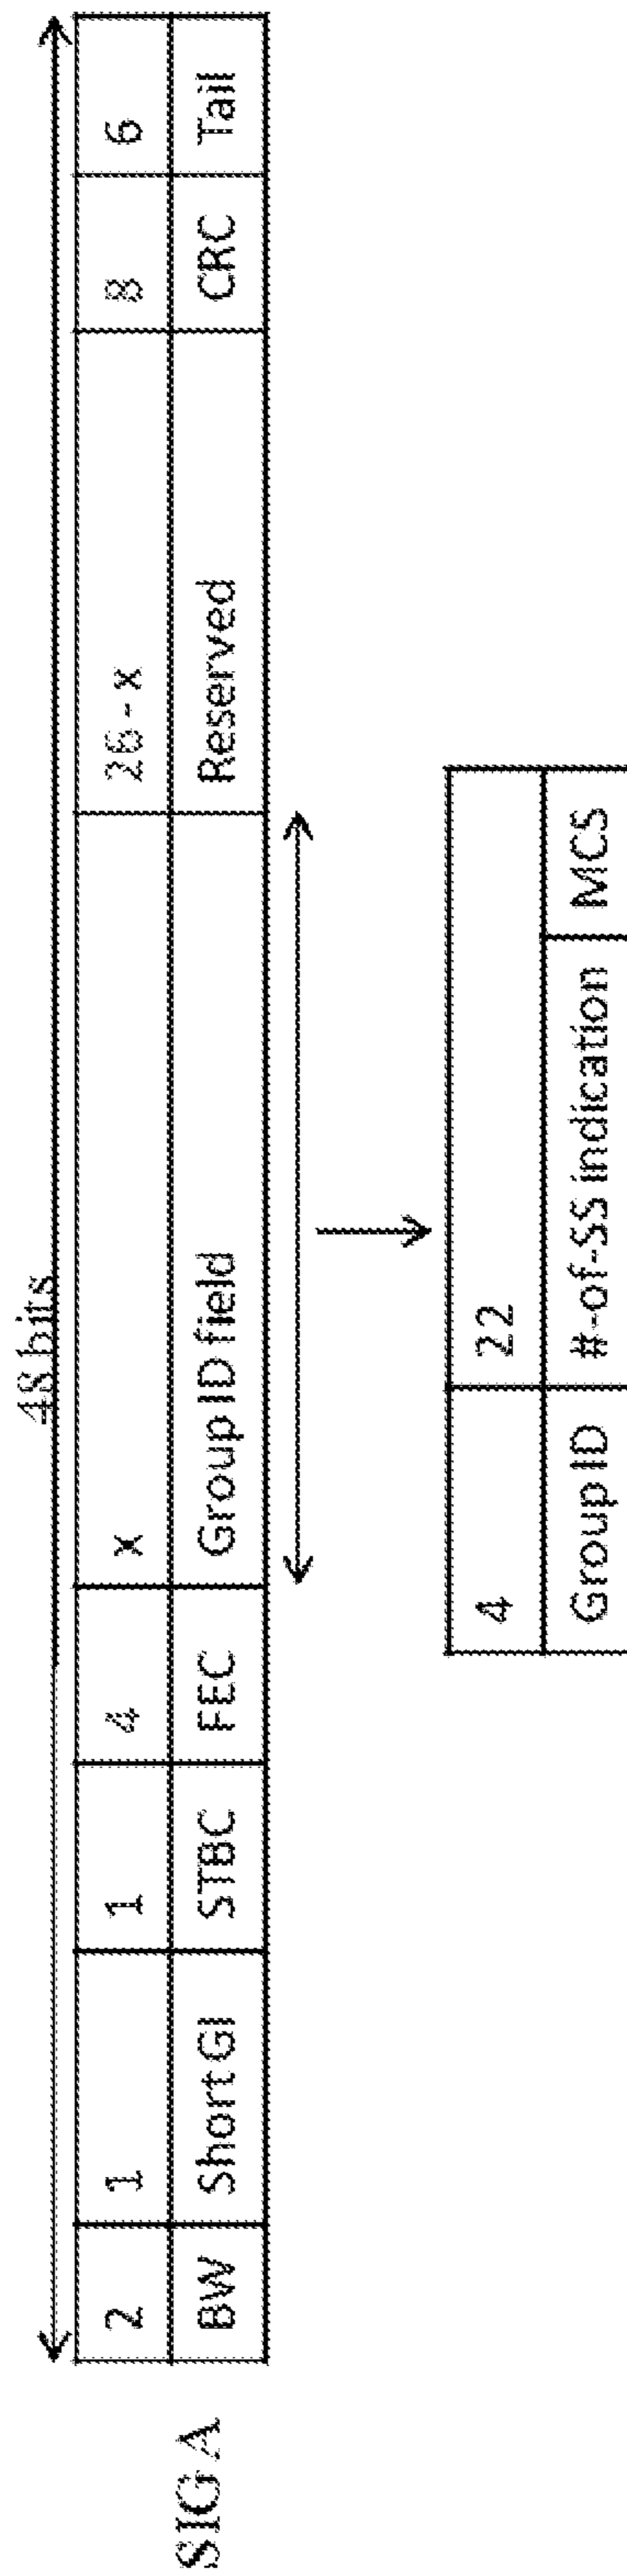 48 bits
2 1 1 4 x 26 - x 8 6
SIG A BW Short GI STBC FEC Group ID field Reserved CRC Tail
4 22
Group ID #-of-SS indication MCS